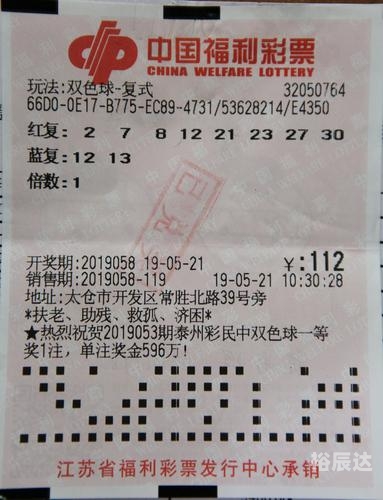 中国福利彩票
CHINA WELFARE LOTTERY
玩法:双色球-复式 32050764
66D0-0E17-B775-EC89-4731/53628214/E4350
红复: 2 7 8 12 21 23 27 30
蓝复:12 13
倍数:1
已兑
开奖期:2019058 19-05-21 ¥:112
销售期:2019058-119 19-05-21 10:30:28
地址:太仓市开发区常胜北路39号旁
*扶老、助残、救孤、济困*
★热烈祝贺2019053期泰州彩民中双色球一等
奖1注，单注奖金596万!
江苏省福利彩票发行中心承销
裕辰达